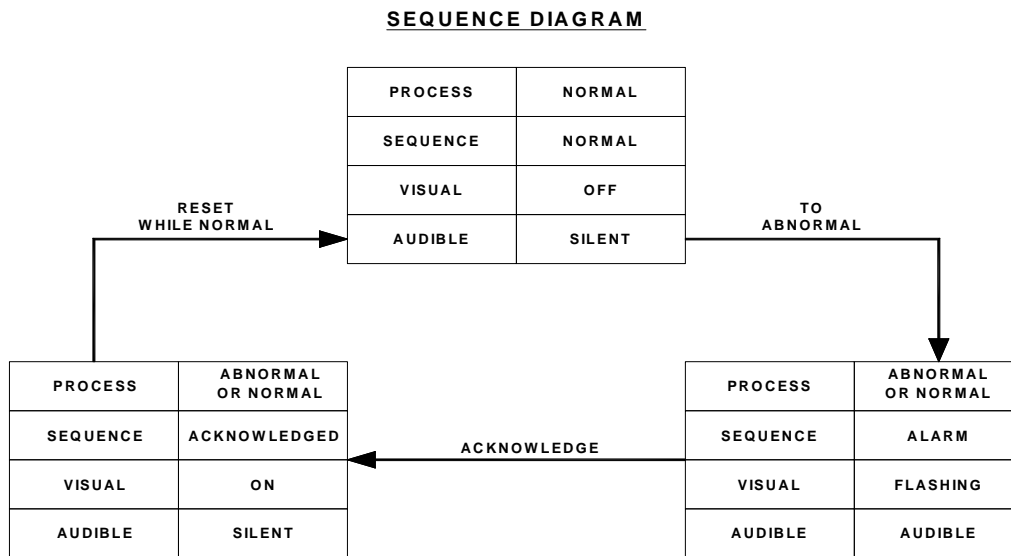 SEQUENCE DIAGRAM
PROCESS NORMAL
SEQUENCE NORMAL
VISUAL OFF
AUDIBLE SILENT
RESET
WHILE NORMAL
TO
ABNORMAL
PROCESS ABNORMAL
OR NORMAL
SEQUENCE ACKNOWLEDGED
VISUAL ON
AUDIBLE SILENT
ACKNOWLEDGE
PROCESS ABNORMAL
OR NORMAL
SEQUENCE ALARM
VISUAL FLASHING
AUDIBLE AUDIBLE